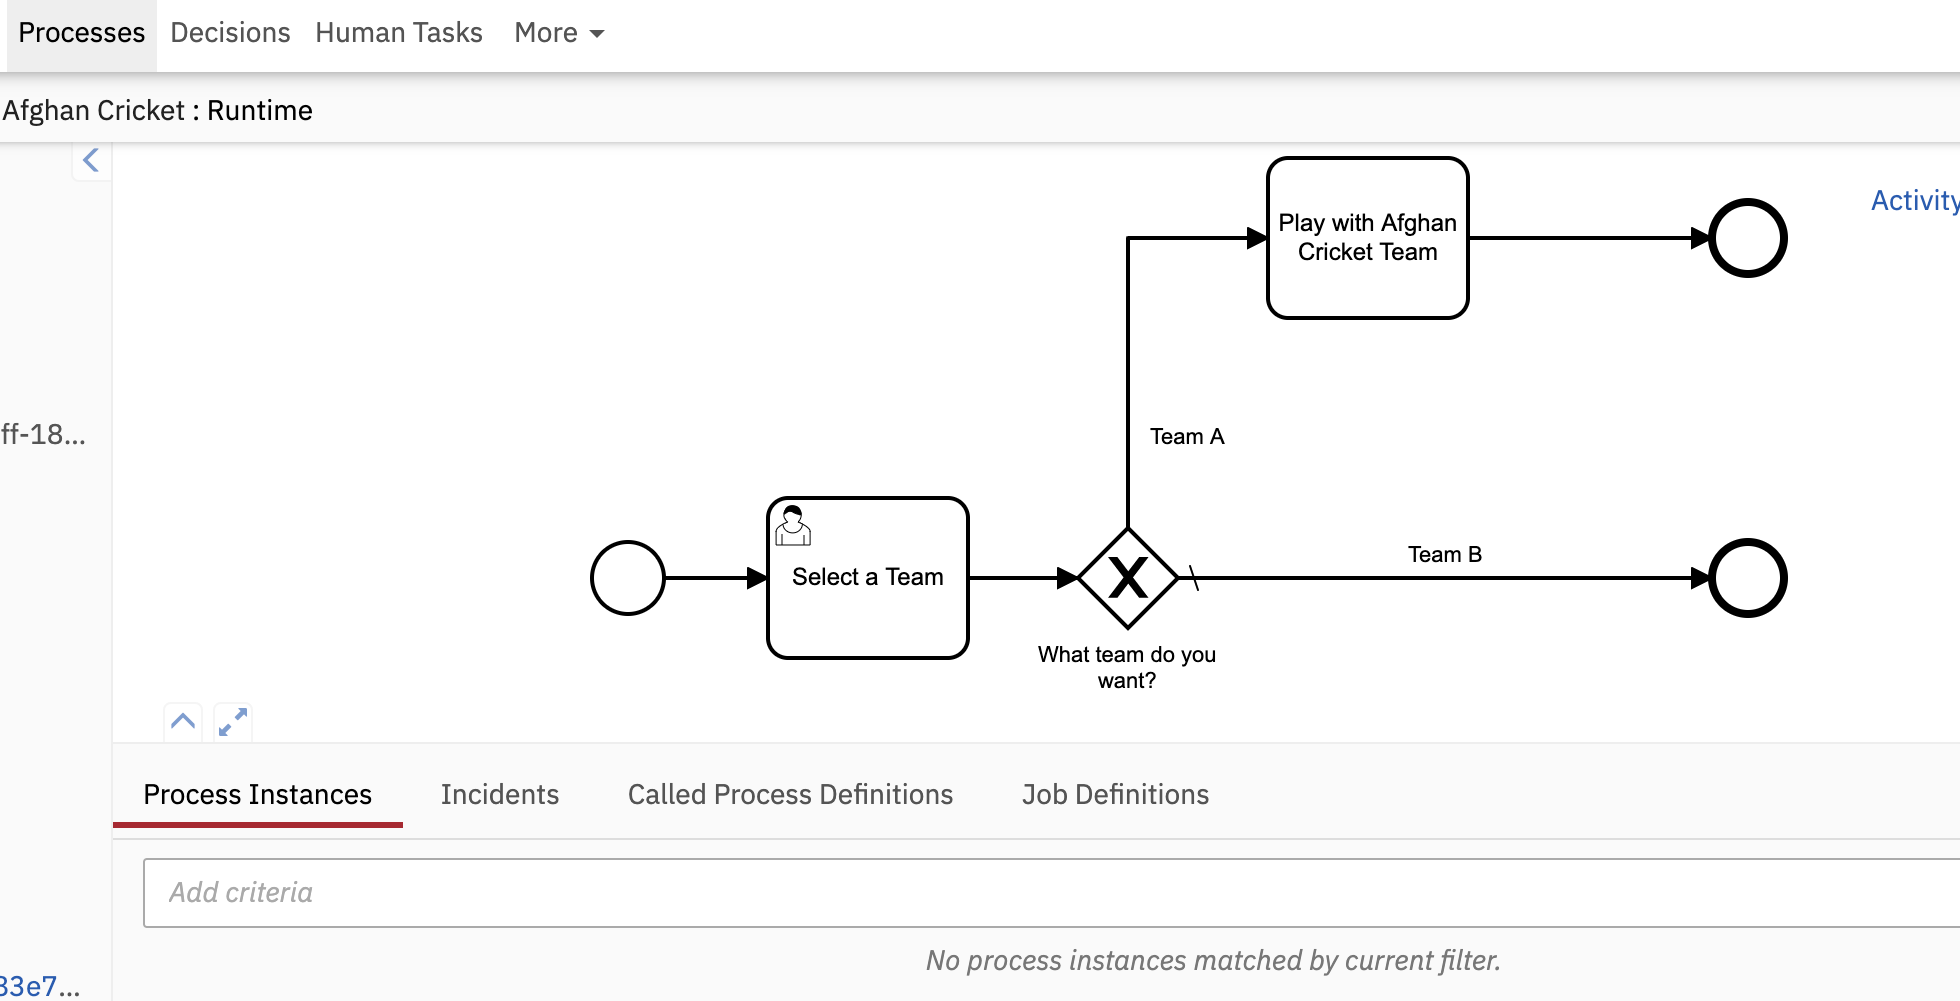 Processes Decisions Human Tasks More
Afghan Cricket : Runtime
Play with Afghan
Cricket Team
Activity
Team A
ff-18...
Team B
Select a Team
X
What team do you
want?
Process Instances Incidents Called Process Definitions Job Definitions
Add criteria
No process instances matched by current filter.
33e7...